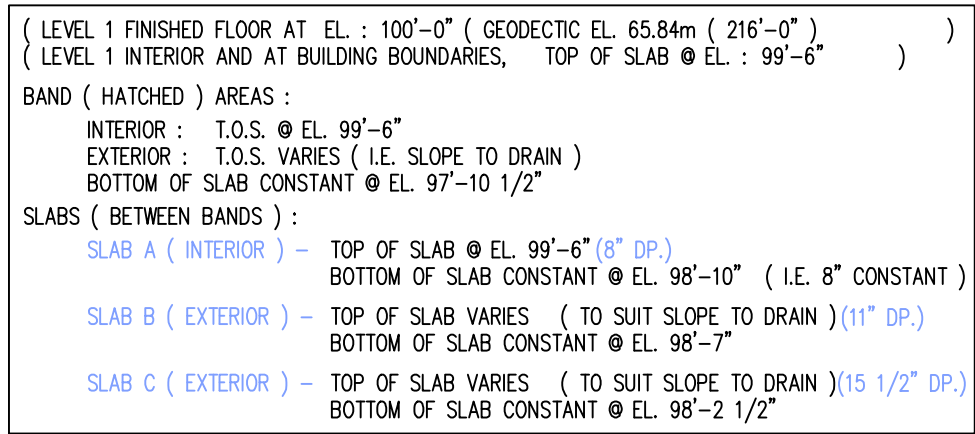 ( LEVEL 1 FINISHED FLOOR AT EL. : 100'-0" ( GEODECTIC EL. 65.84m ( 216'-0" ) )
( LEVEL 1 INTERIOR AND AT BUILDING BOUNDARIES, TOP OF SLAB @ EL. : 99'-6" )
BAND ( HATCHED ) AREAS :
INTERIOR : T.O.S. @ EL. 99'-6"
EXTERIOR : T.O.S. VARIES ( I.E. SLOPE TO DRAIN )
BOTTOM OF SLAB CONSTANT @ EL. 97'-10 1/2"
SLABS ( BETWEEN BANDS ) :
SLAB A ( INTERIOR ) - TOP OF SLAB @ EL. 99'-6" (8" DP.)
BOTTOM OF SLAB CONSTANT @ EL. 98'-10" ( I.E. 8" CONSTANT )
SLAB B ( EXTERIOR ) - TOP OF SLAB VARIES ( TO SUIT SLOPE TO DRAIN ) (11" DP.)
BOTTOM OF SLAB CONSTANT @ EL. 98'-7"
SLAB C ( EXTERIOR ) - TOP OF SLAB VARIES ( TO SUIT SLOPE TO DRAIN ) (15 1/2" DP.)
BOTTOM OF SLAB CONSTANT @ EL. 98'-2 1/2"